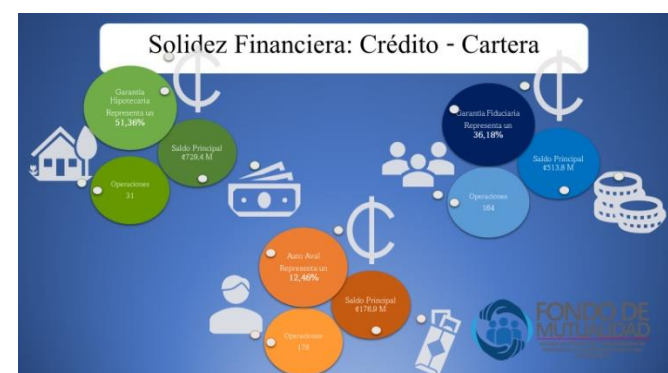 Solidez Financiera: Crédito - Cartera
Garantía
Hipotecaria
Representa un
51,36%
Saldo Principal
¢729,4 M
Operaciones
31
Garantía Fiduciaria
Representa un
36,18%
Saldo Principal
¢513,8 M
Operaciones
164
Auto Aval
Representa un
12,46%
Saldo Principal
¢176,9 M
Operaciones
178
FONDO DE
MUTUALIDAD